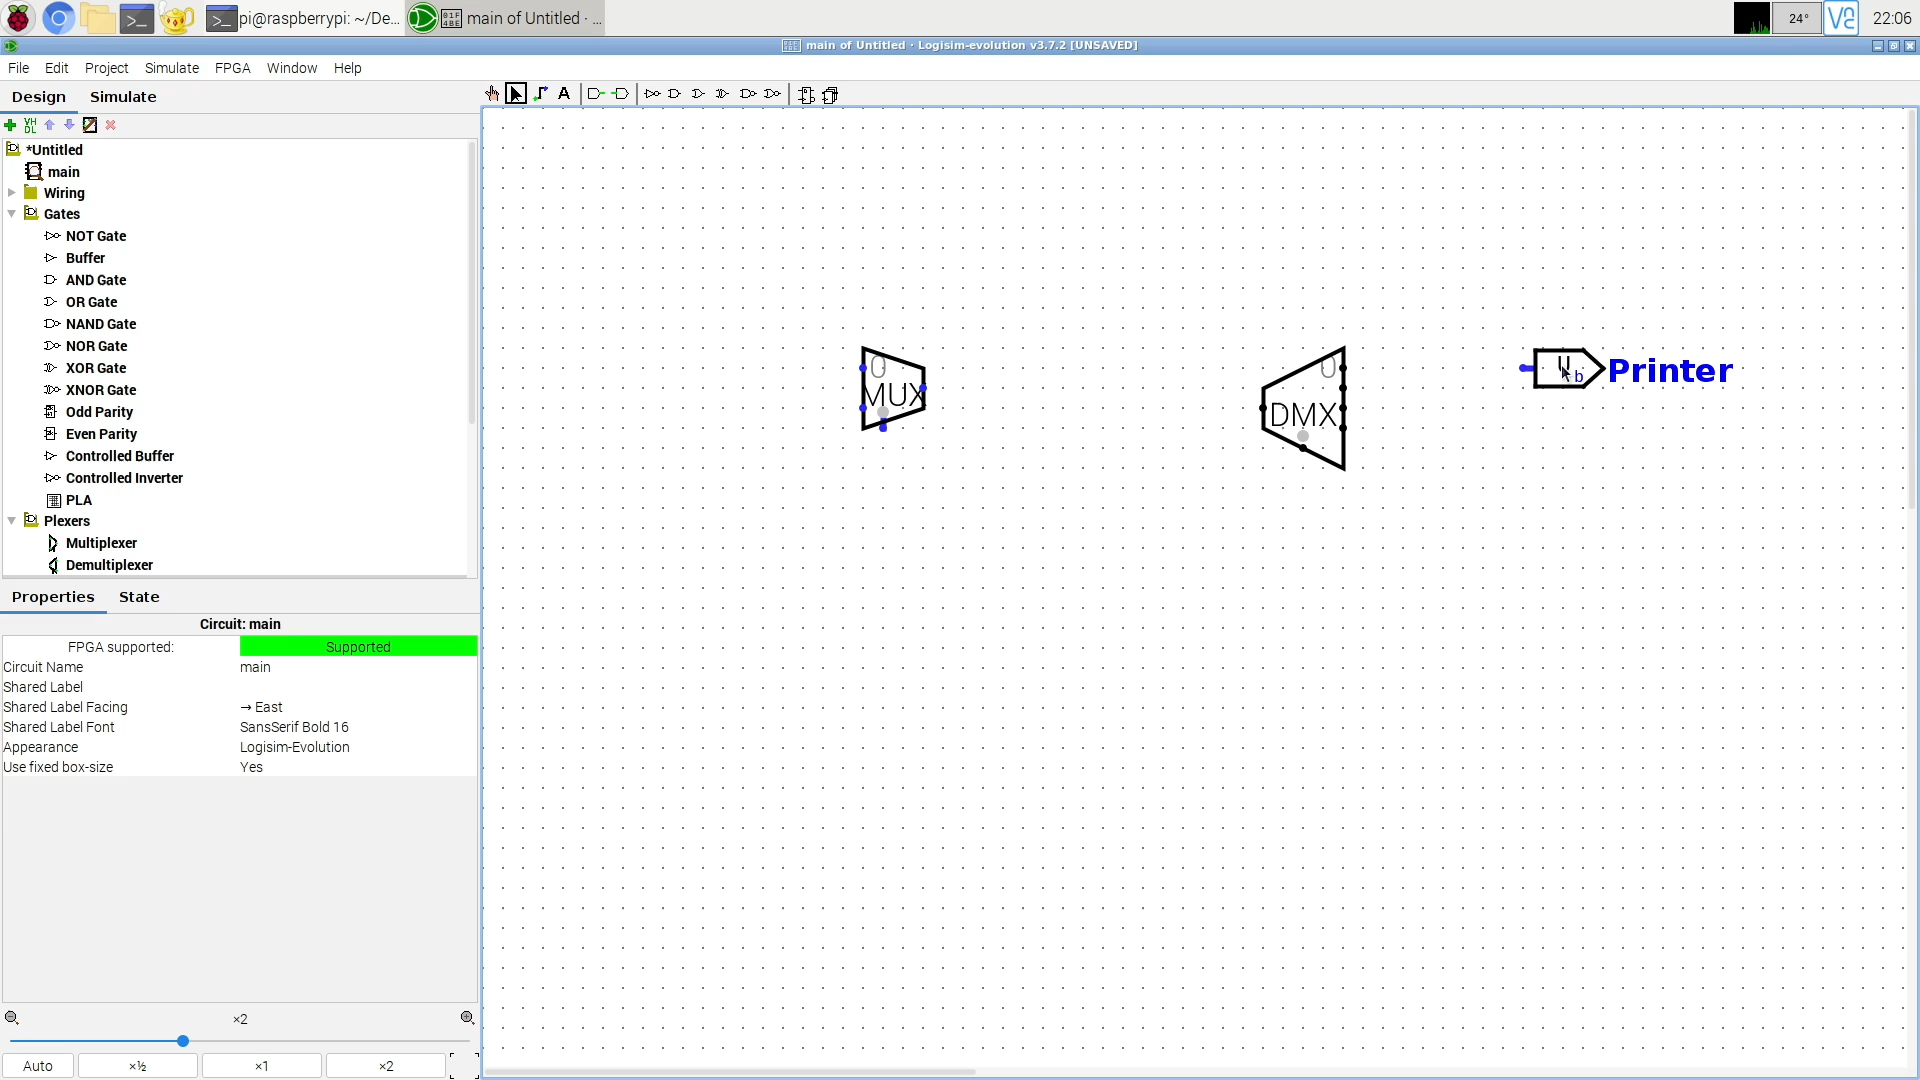 pi@raspberrypi: ~/De...
main of Untitled · ...
24°
22:06
main of Untitled · Logisim-evolution v3.7.2 [UNSAVED]
File Edit Project Simulate FPGA Window Help
Design Simulate
A
VH DL
*Untitled
main
Wiring
Gates
NOT Gate
Buffer
AND Gate
OR Gate
NAND Gate
NOR Gate
XOR Gate
XNOR Gate
Odd Parity
Even Parity
Controlled Buffer
Controlled Inverter
PLA
Plexers
Multiplexer
Demultiplexer
0
MUX
0
DMX
U b Printer
Properties State
Circuit: main
FPGA supported: Supported
Circuit Name main
Shared Label
Shared Label Facing → East
Shared Label Font SansSerif Bold 16
Appearance Logisim-Evolution
Use fixed box-size Yes
×2
Auto ×½ ×1 ×2